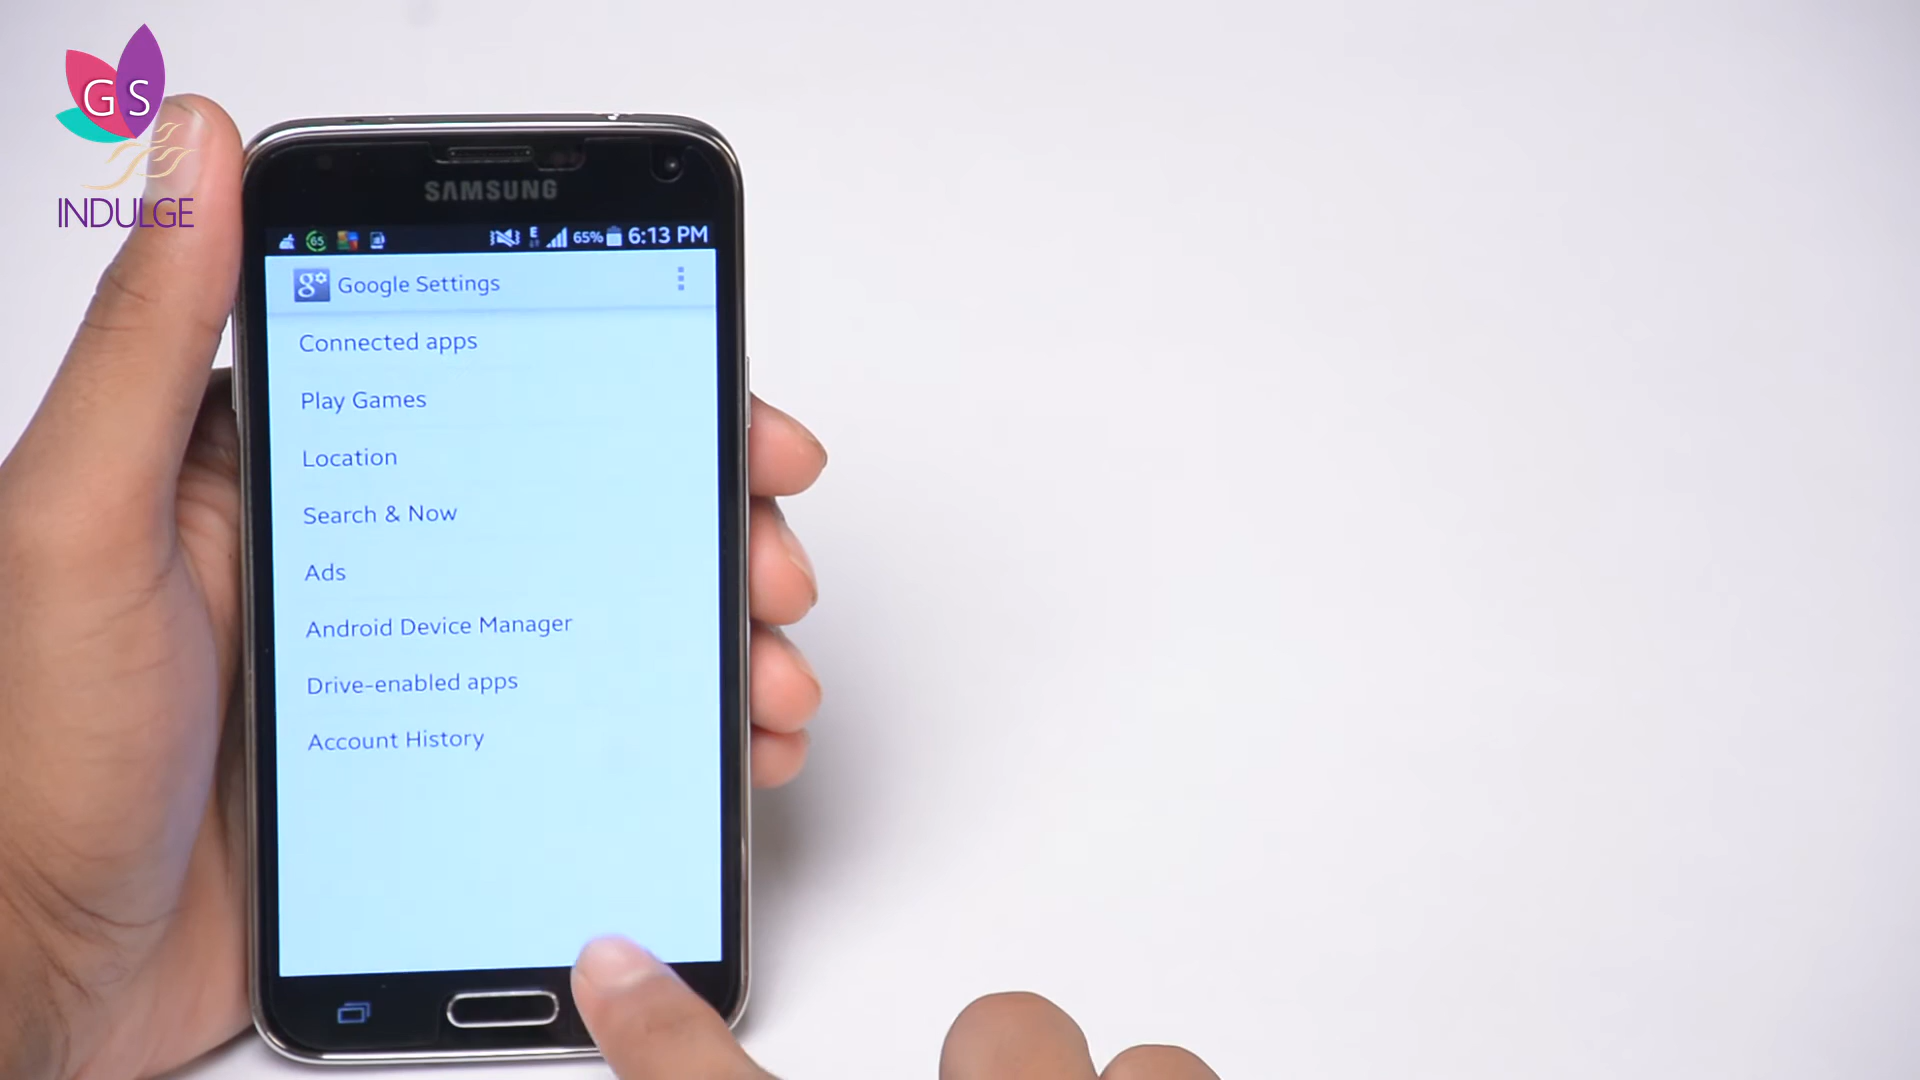 GS
INDULGE
SAMSUNG
65 E 65% 6:13 PM
g Google Settings
Connected apps
Play Games
Location
Search & Now
Ads
Android Device Manager
Drive-enabled apps
Account History